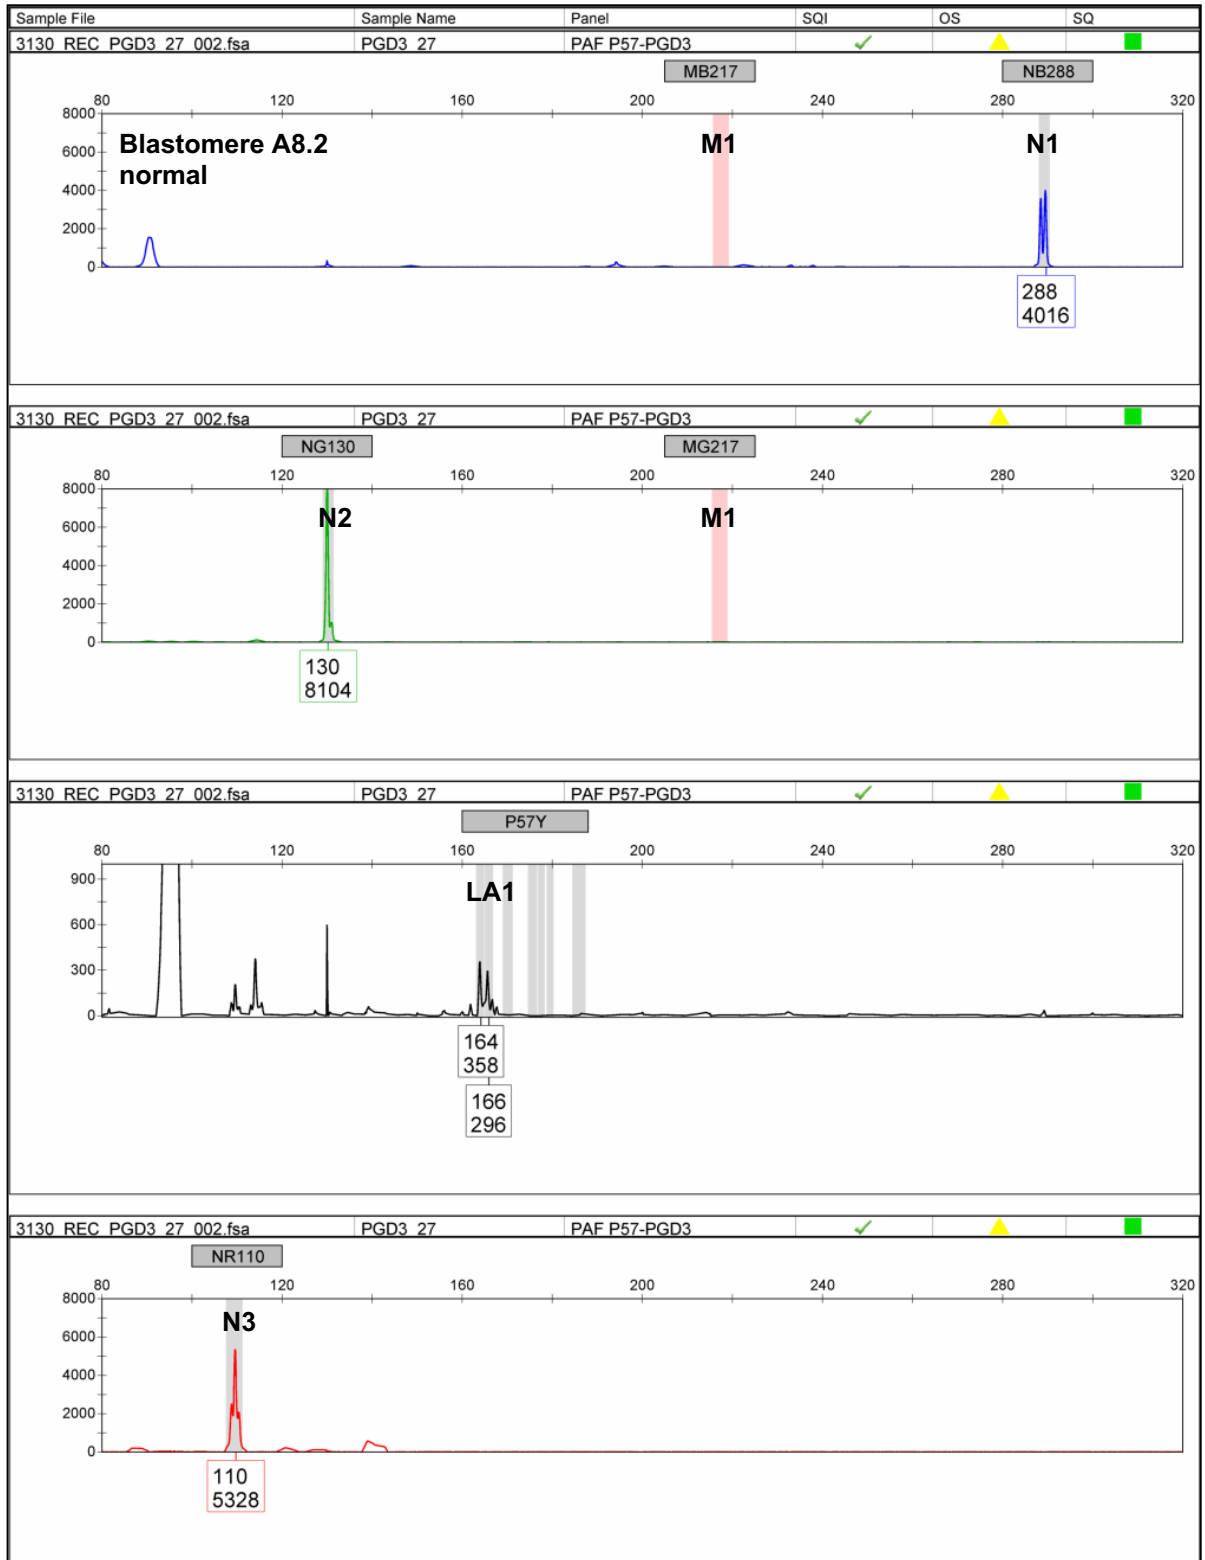 Sample File Sample Name Panel SQI OS SQ
3130_REC_PGD3_27_002.fsa PGD3_27 PAF P57-PGD3
MB217 NB288
80 120 160 200 240 280 320
8000
6000
4000
2000
0
Blastomere A8.2
normal
M1 N1
288
4016
3130_REC_PGD3_27_002.fsa PGD3_27 PAF P57-PGD3
NG130 MG217
80 120 160 200 240 280 320
8000
6000
4000
2000
0
N2 M1
130
8104
3130_REC_PGD3_27_002.fsa PGD3_27 PAF P57-PGD3
P57Y
80 120 160 200 240 280 320
900
600
300
0
LA1
164
358
166
296
3130_REC_PGD3_27_002.fsa PGD3_27 PAF P57-PGD3
NR110
80 120 160 200 240 280 320
8000
6000
4000
2000
0
N3
110
5328